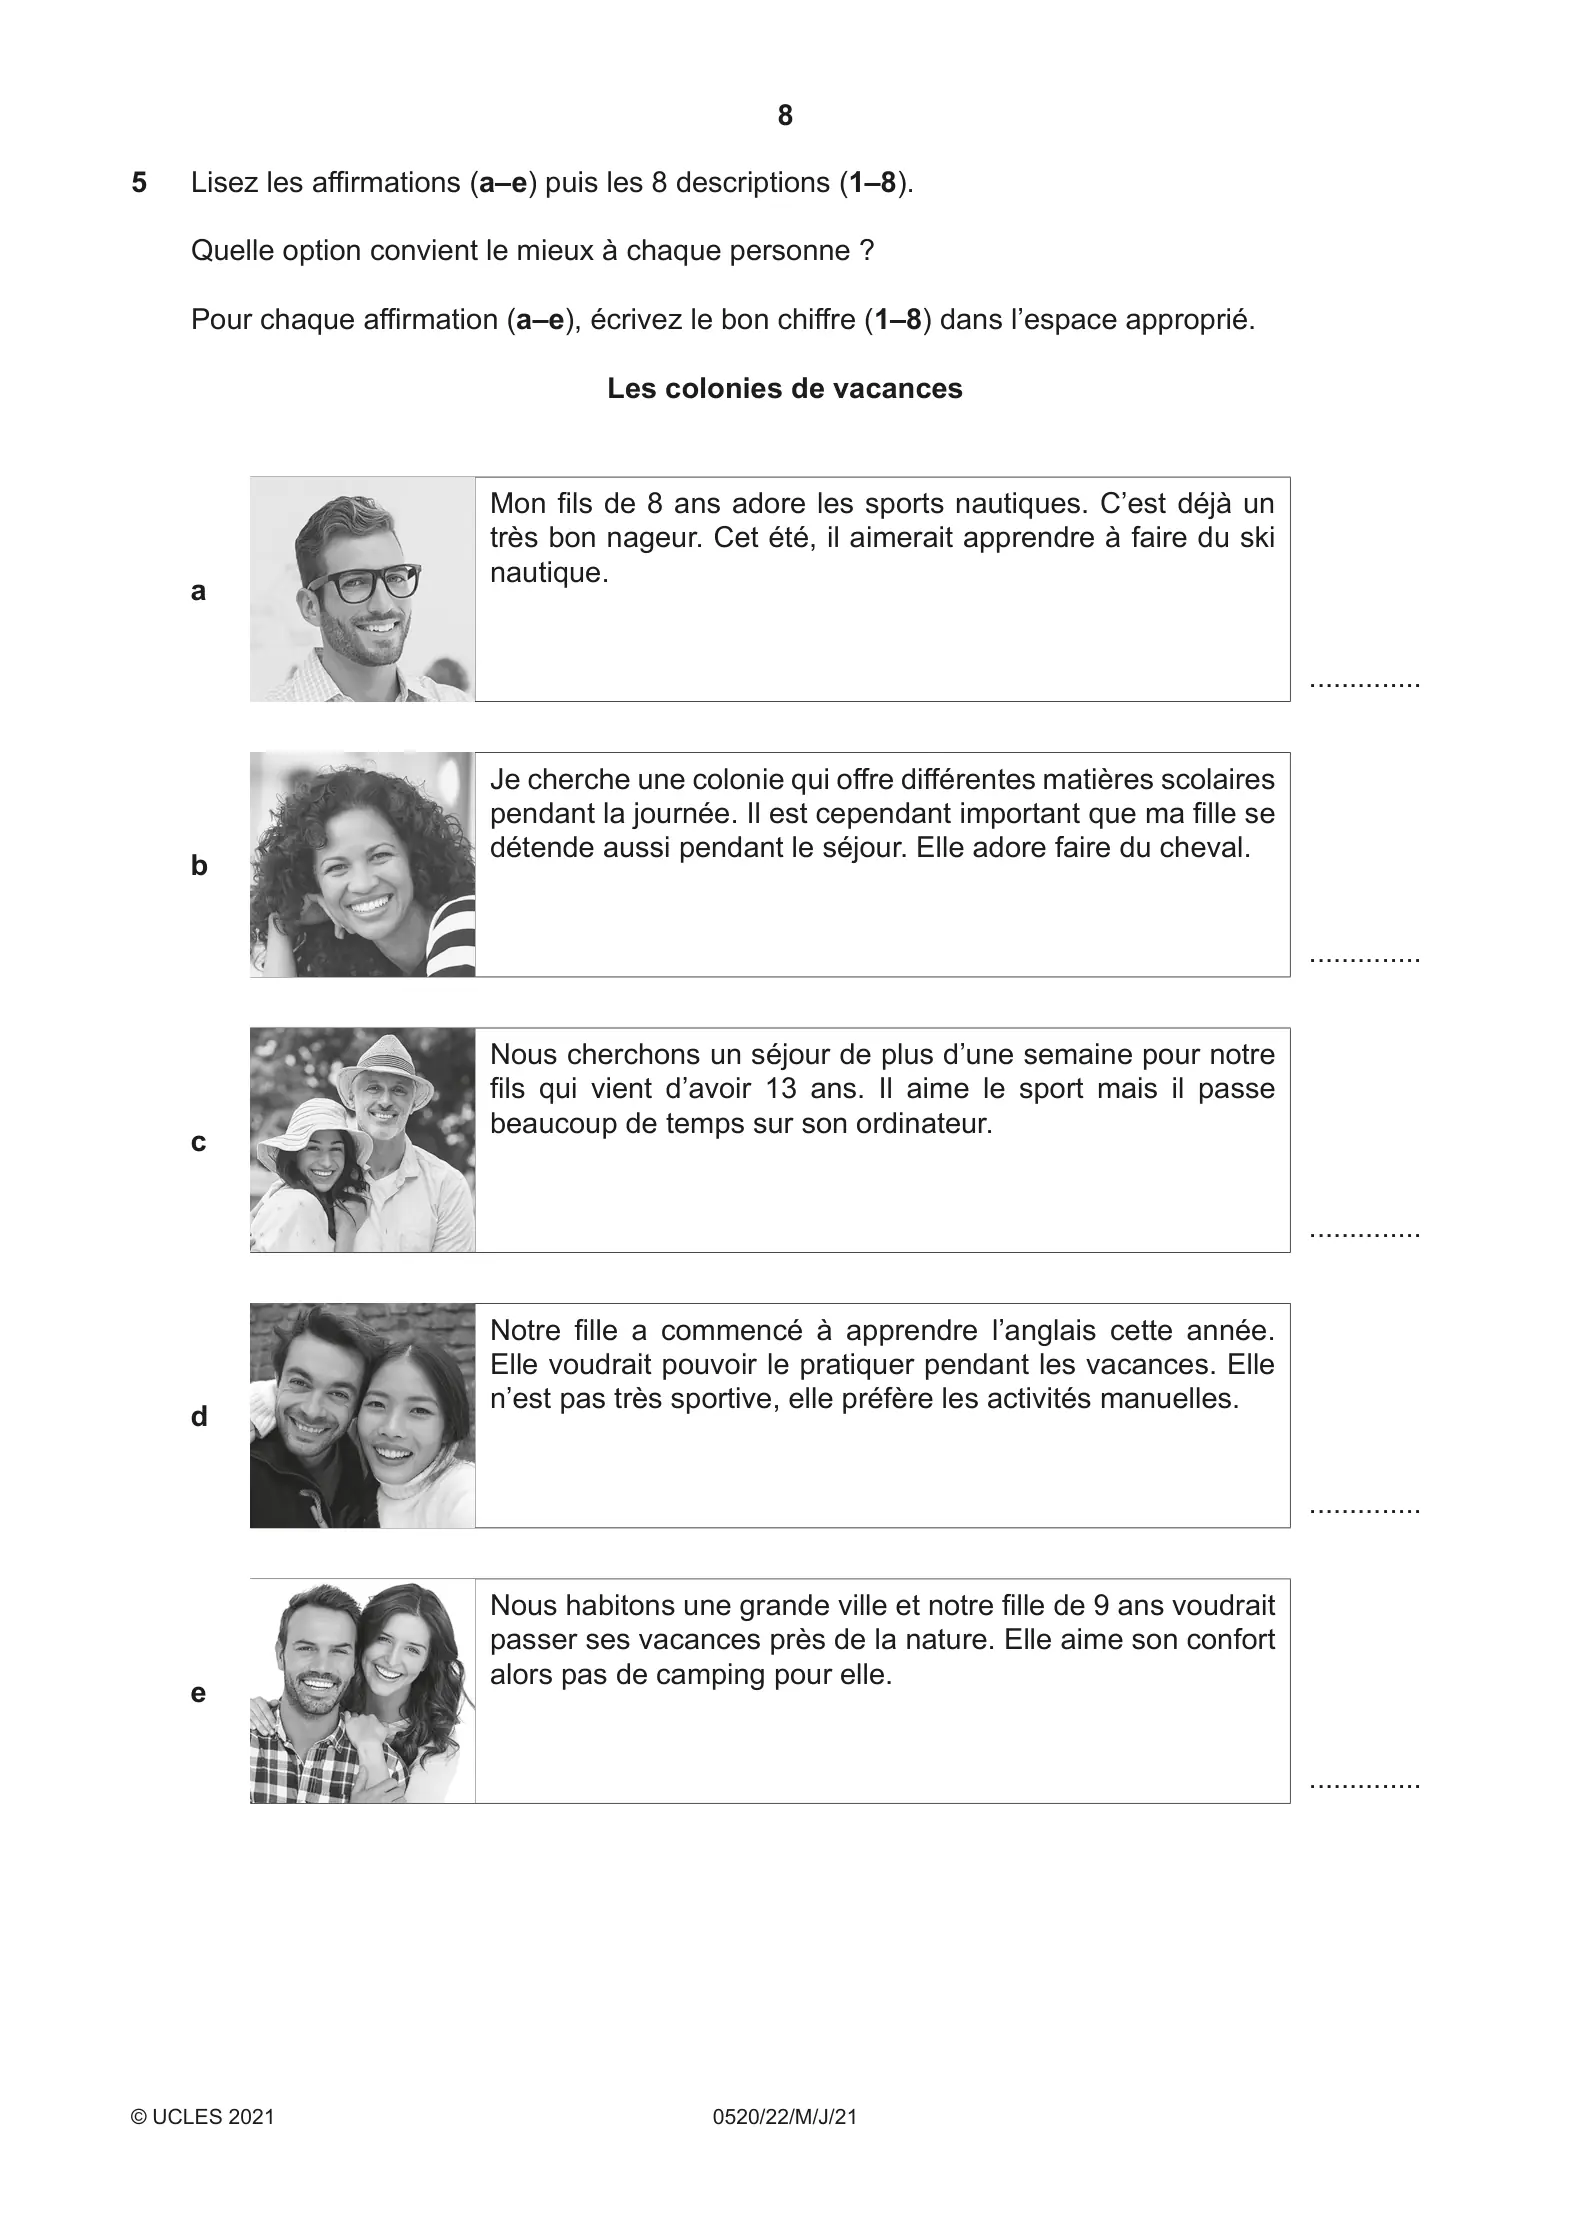 8
5 Lisez les affirmations (a–e) puis les 8 descriptions (1–8).
Quelle option convient le mieux à chaque personne ?
Pour chaque affirmation (a–e), écrivez le bon chiffre (1–8) dans l’espace approprié.
Les colonies de vacances
a
Mon fils de 8 ans adore les sports nautiques. C’est déjà un
très bon nageur. Cet été, il aimerait apprendre à faire du ski
nautique.
..............
b
Je cherche une colonie qui offre différentes matières scolaires
pendant la journée. Il est cependant important que ma fille se
détende aussi pendant le séjour. Elle adore faire du cheval.
..............
c
Nous cherchons un séjour de plus d’une semaine pour notre
fils qui vient d’avoir 13 ans. Il aime le sport mais il passe
beaucoup de temps sur son ordinateur.
..............
d
Notre fille a commencé à apprendre l’anglais cette année.
Elle voudrait pouvoir le pratiquer pendant les vacances. Elle
n’est pas très sportive, elle préfère les activités manuelles.
..............
e
Nous habitons une grande ville et notre fille de 9 ans voudrait
passer ses vacances près de la nature. Elle aime son confort
alors pas de camping pour elle.
..............
© UCLES 2021
0520/22/M/J/21